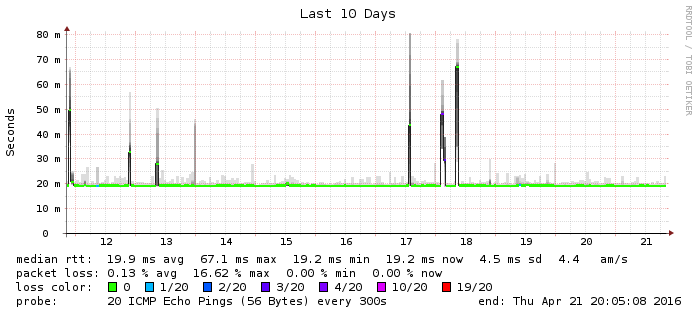 Last 10 Days
RRDTOOL / TOBI OETIKER
Seconds
80 m
70 m
60 m
50 m
40 m
30 m
20 m
10 m
0
12 13 14 15 16 17 18 19 20 21
median rtt: 19.9 ms avg 67.1 ms max 19.2 ms min 19.2 ms now 4.5 ms sd 4.4 am/s
packet loss: 0.13 % avg 16.62 % max 0.00 % min 0.00 % now
loss color: 0 1/20 2/20 3/20 4/20 10/20 19/20
probe: 20 ICMP Echo Pings (56 Bytes) every 300s end: Thu Apr 21 20:05:08 2016